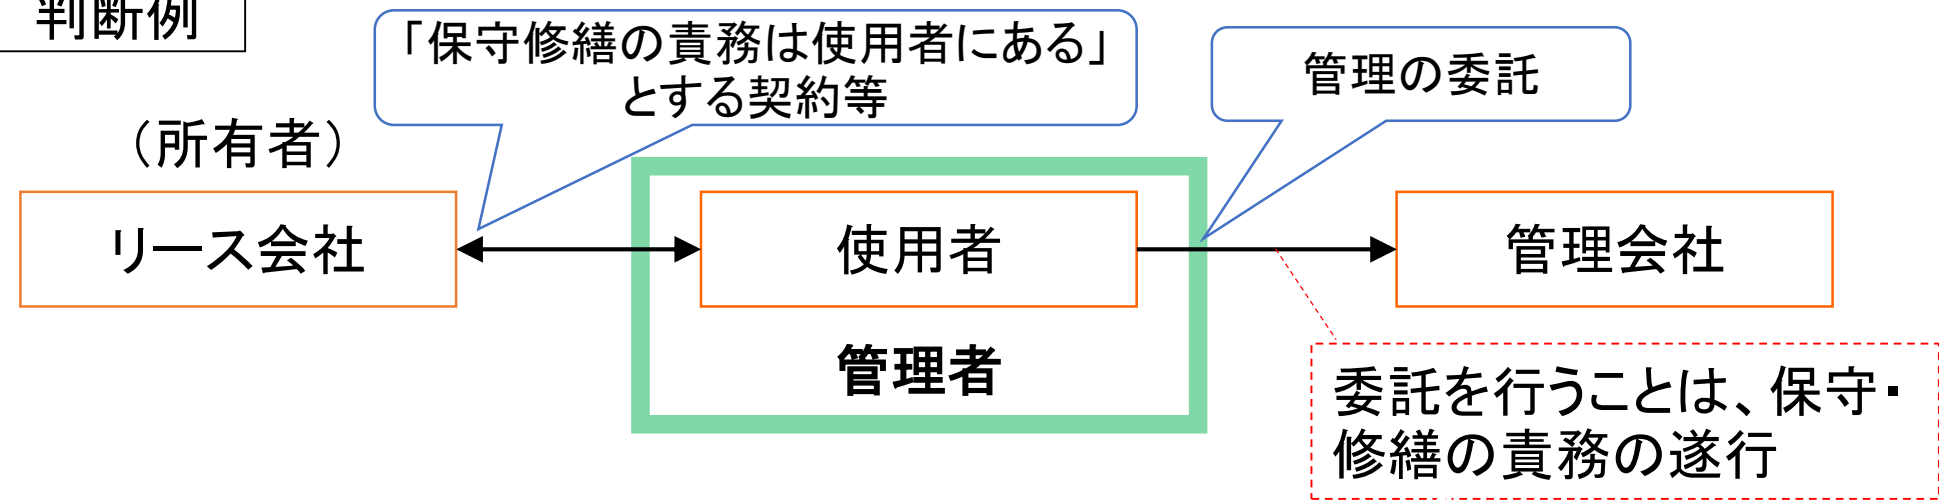 判断例
「保守修繕の責務は使用者にある」
とする契約等
管理の委託
（所有者）
リース会社
使用者
管理会社
管理者
委託を行うことは、保守・
修繕の責務の遂行